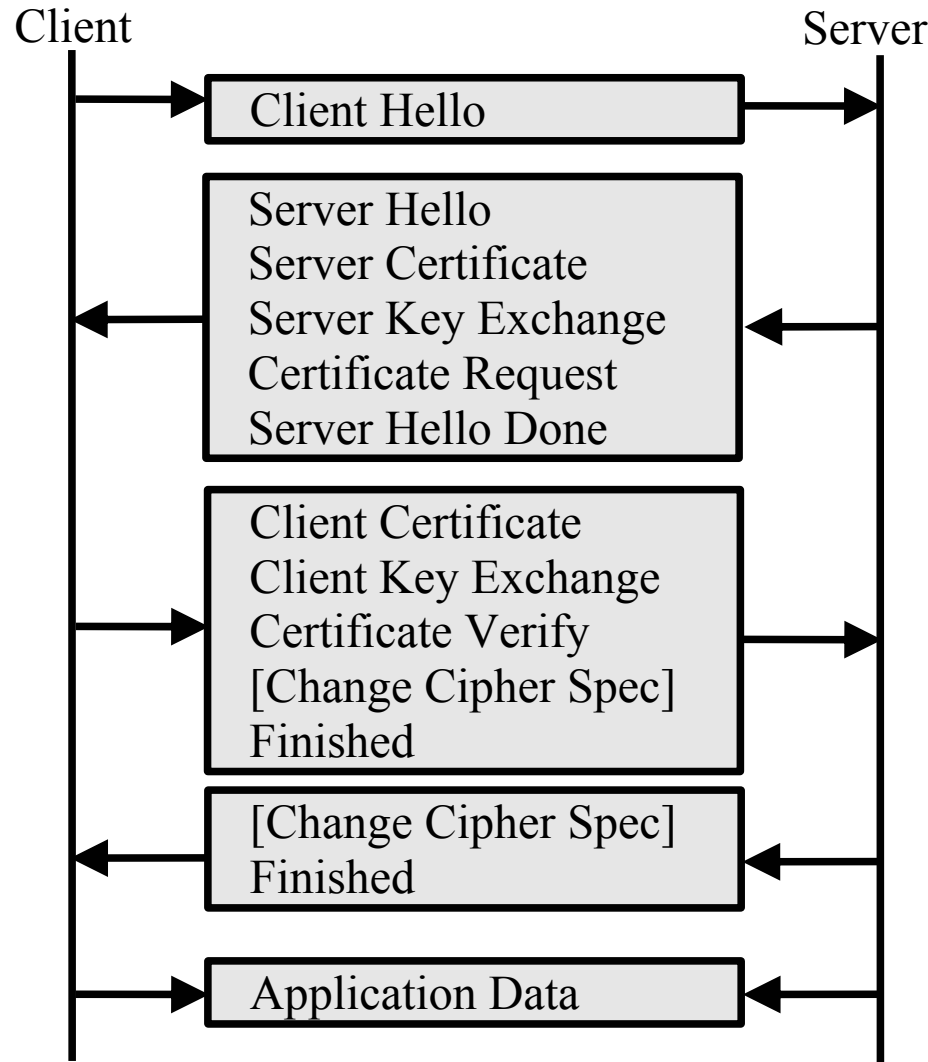 Client
Server
Client Hello
Server Hello
Server Certificate
Server Key Exchange
Certificate Request
Server Hello Done
Client Certificate
Client Key Exchange
Certificate Verify
[Change Cipher Spec]
Finished
[Change Cipher Spec]
Finished
Application Data